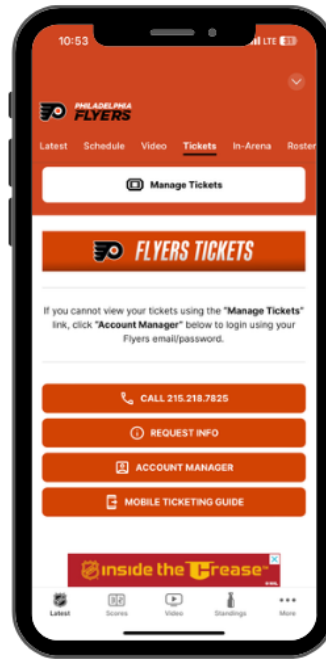 10:53 LTE
PHILADELPHIA
FLYERS
Latest Schedule Video Tickets In-Arena Roster
Manage Tickets
FLYERS TICKETS
If you cannot view your tickets using the "Manage Tickets"
link, click "Account Manager" below to login using your
Flyers email/password.
CALL 215.218.7825
REQUEST INFO
ACCOUNT MANAGER
MOBILE TICKETING GUIDE
inside the Crease
Latest Scores Video Standings More